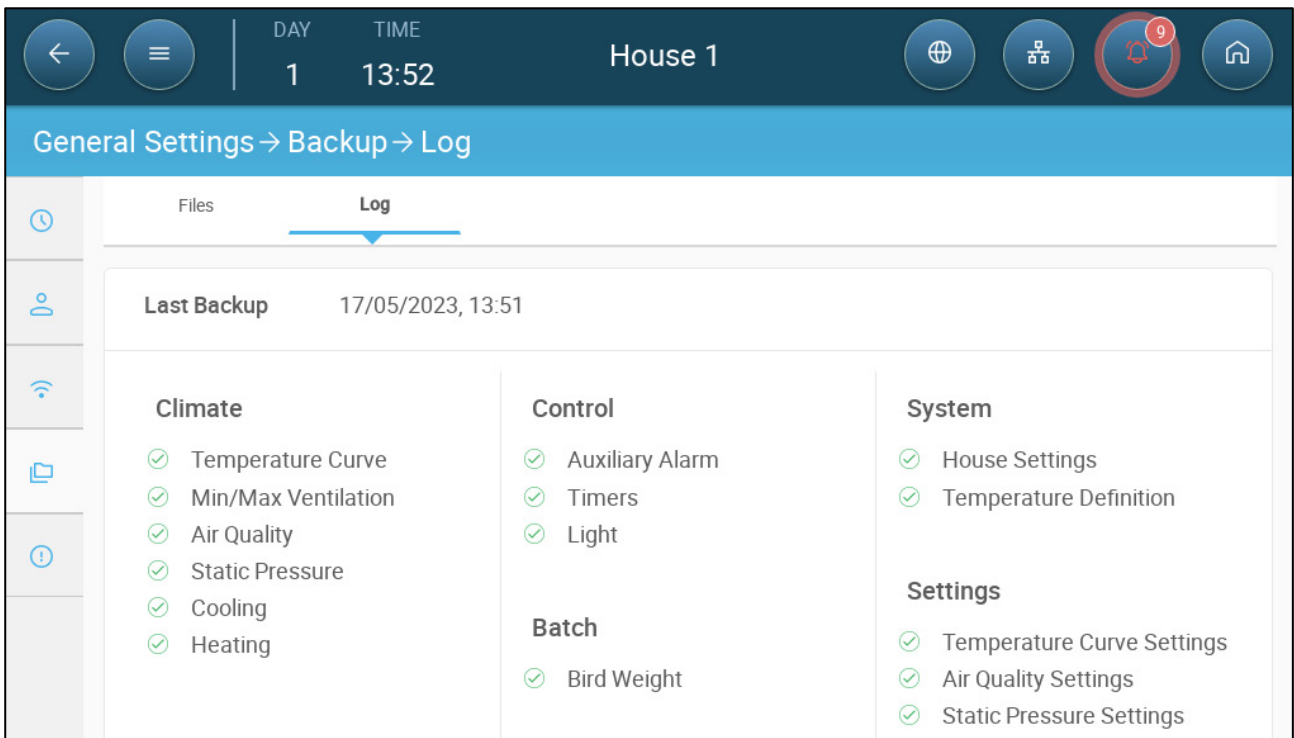 DAY TIME
1 13:52
House 1
9
General Settings → Backup → Log
Files Log
Last Backup 17/05/2023, 13:51
Climate
Temperature Curve
Min/Max Ventilation
Air Quality
Static Pressure
Cooling
Heating
Control
Auxiliary Alarm
Timers
Light
Batch
Bird Weight
System
House Settings
Temperature Definition
Settings
Temperature Curve Settings
Air Quality Settings
Static Pressure Settings